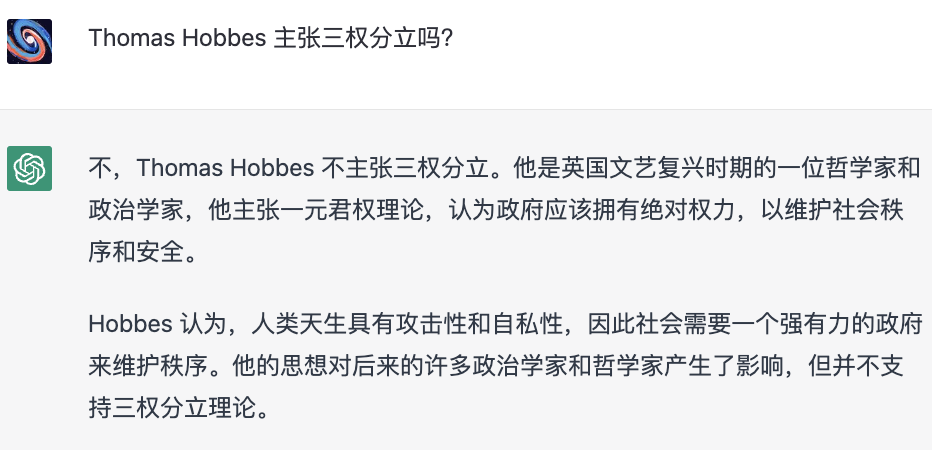 Thomas Hobbes 主张三权分立吗?
不，Thomas Hobbes 不主张三权分立。他是英国文艺复兴时期的一位哲学家和
政治学家，他主张一元君权理论，认为政府应该拥有绝对权力，以维护社会秩
序和安全。
Hobbes 认为，人类天生具有攻击性和自私性，因此社会需要一个强有力的政府
来维护秩序。他的思想对后来的许多政治学家和哲学家产生了影响，但并不支
持三权分立理论。